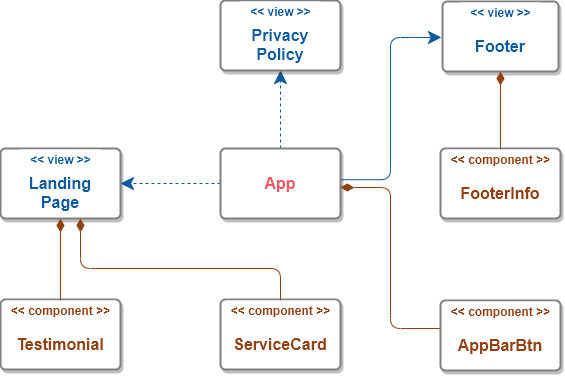 << view >>
Privacy
Policy
<< view >>
Footer
<< view >>
Landing
Page
App
<< component >>
FooterInfo
<< component >>
Testimonial
<< component >>
ServiceCard
<< component >>
AppBarBtn